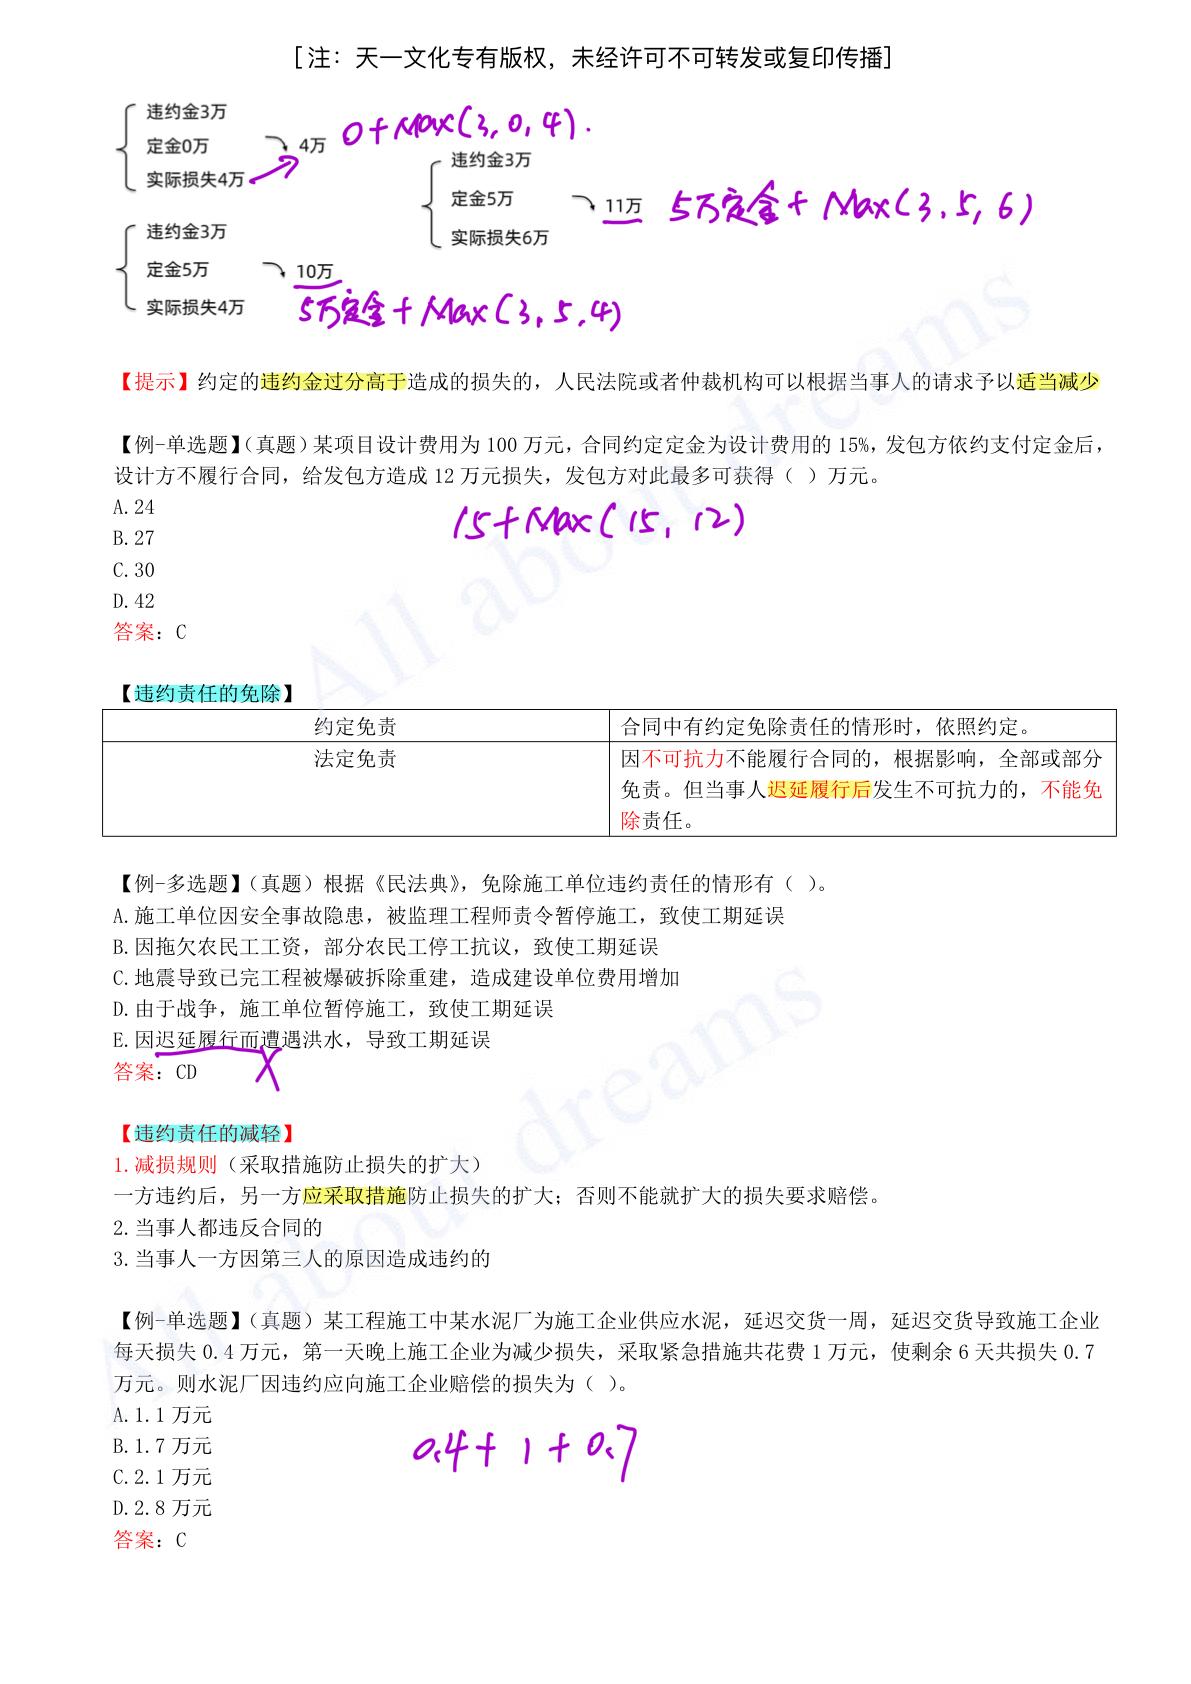 [注：天一文化专有版权，未经许可不可转发或复印传播]
违约金3万
定金0万
实际损失4万
4万
0+Max(3,0,4).
违约金3万
定金5万
实际损失6万
11万
5万定金+Max(3,5,6)
违约金3万
定金5万
实际损失4万
10万
5万定金+Max(3,5,4)
【提示】约定的违约金过分高于造成的损失的，人民法院或者仲裁机构可以根据当事人的请求予以适当减少
【例-单选题】（真题）某项目设计费用为 100 万元，合同约定定金为设计费用的 15%，发包方依约支付定金后，
设计方不履行合同，给发包方造成 12 万元损失，发包方对此最多可获得（ ）万元。
A.24
B.27
C.30
D.42
15+Max(15,12)
答案：C
【违约责任的免除】
约定免责 合同中有约定免除责任的情形时，依照约定。
法定免责 因不可抗力不能履行合同的，根据影响，全部或部分
免责。但当事人迟延履行后发生不可抗力的，不能免
除责任。
【例-多选题】（真题）根据《民法典》，免除施工单位违约责任的情形有（ ）。
A.施工单位因安全事故隐患，被监理工程师责令暂停施工，致使工期延误
B.因拖欠农民工工资，部分农民工停工抗议，致使工期延误
C.地震导致已完工程被爆破拆除重建，造成建设单位费用增加
D.由于战争，施工单位暂停施工，致使工期延误
E.因迟延履行而遭遇洪水，导致工期延误
答案：CD
【违约责任的减轻】
1.减损规则（采取措施防止损失的扩大）
一方违约后，另一方应采取措施防止损失的扩大；否则不能就扩大的损失要求赔偿。
2.当事人都违反合同的
3.当事人一方因第三人的原因造成违约的
【例-单选题】（真题）某工程施工中某水泥厂为施工企业供应水泥，延迟交货一周，延迟交货导致施工企业
每天损失 0.4 万元，第一天晚上施工企业为减少损失，采取紧急措施共花费 1 万元，使剩余 6 天共损失 0.7
万元。则水泥厂因违约应向施工企业赔偿的损失为（ ）。
A.1.1 万元
B.1.7 万元
C.2.1 万元
D.2.8 万元
0.4+1+0.7
答案：C
All about dreams
All about dreams